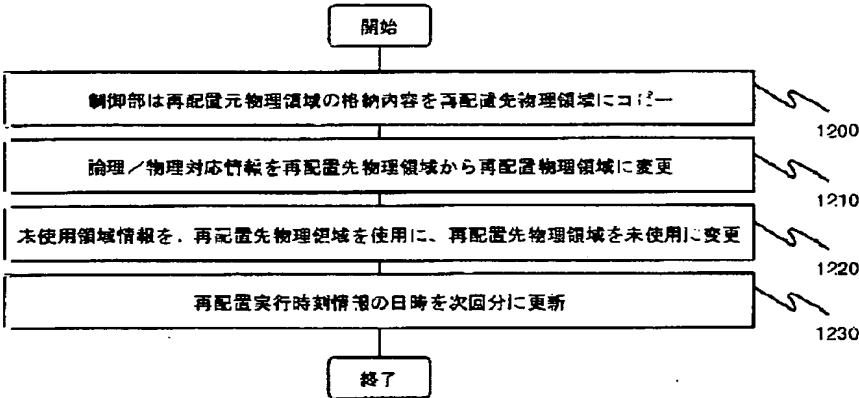 開始
制御部は再配置元物理領域の格納内容を再配置先物理領域にコピー
1200
論理／物理対応情報を再配置先物理領域から再配置物理領域に変更
1210
未使用領域情報を、再配置先物理領域を使用に、再配置先物理領域を未使用に変更
1220
再配置実行時刻情報の日時を次回分に更新
1230
終了